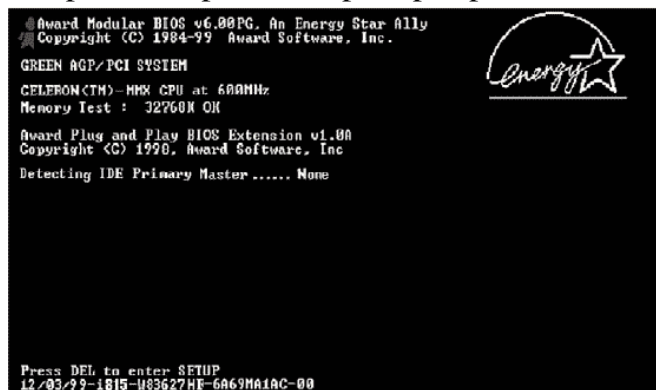 Award Modular BIOS v6.00PG, An Energy Star Ally
Copyright (C) 1984-99 Award Software, Inc.
energy
GREEN AGP/PCI SYSTEM
CELERON(TM)-MMX CPU at 600MHz
Memory Test : 32768K OK
Award Plug and Play BIOS Extension v1.0A
Copyright (C) 1998, Award Software, Inc
Detecting IDE Primary Master ...... None
Press DEL to enter SETUP
12/03/99-i815-W83627HF-6A69MA1AC-00